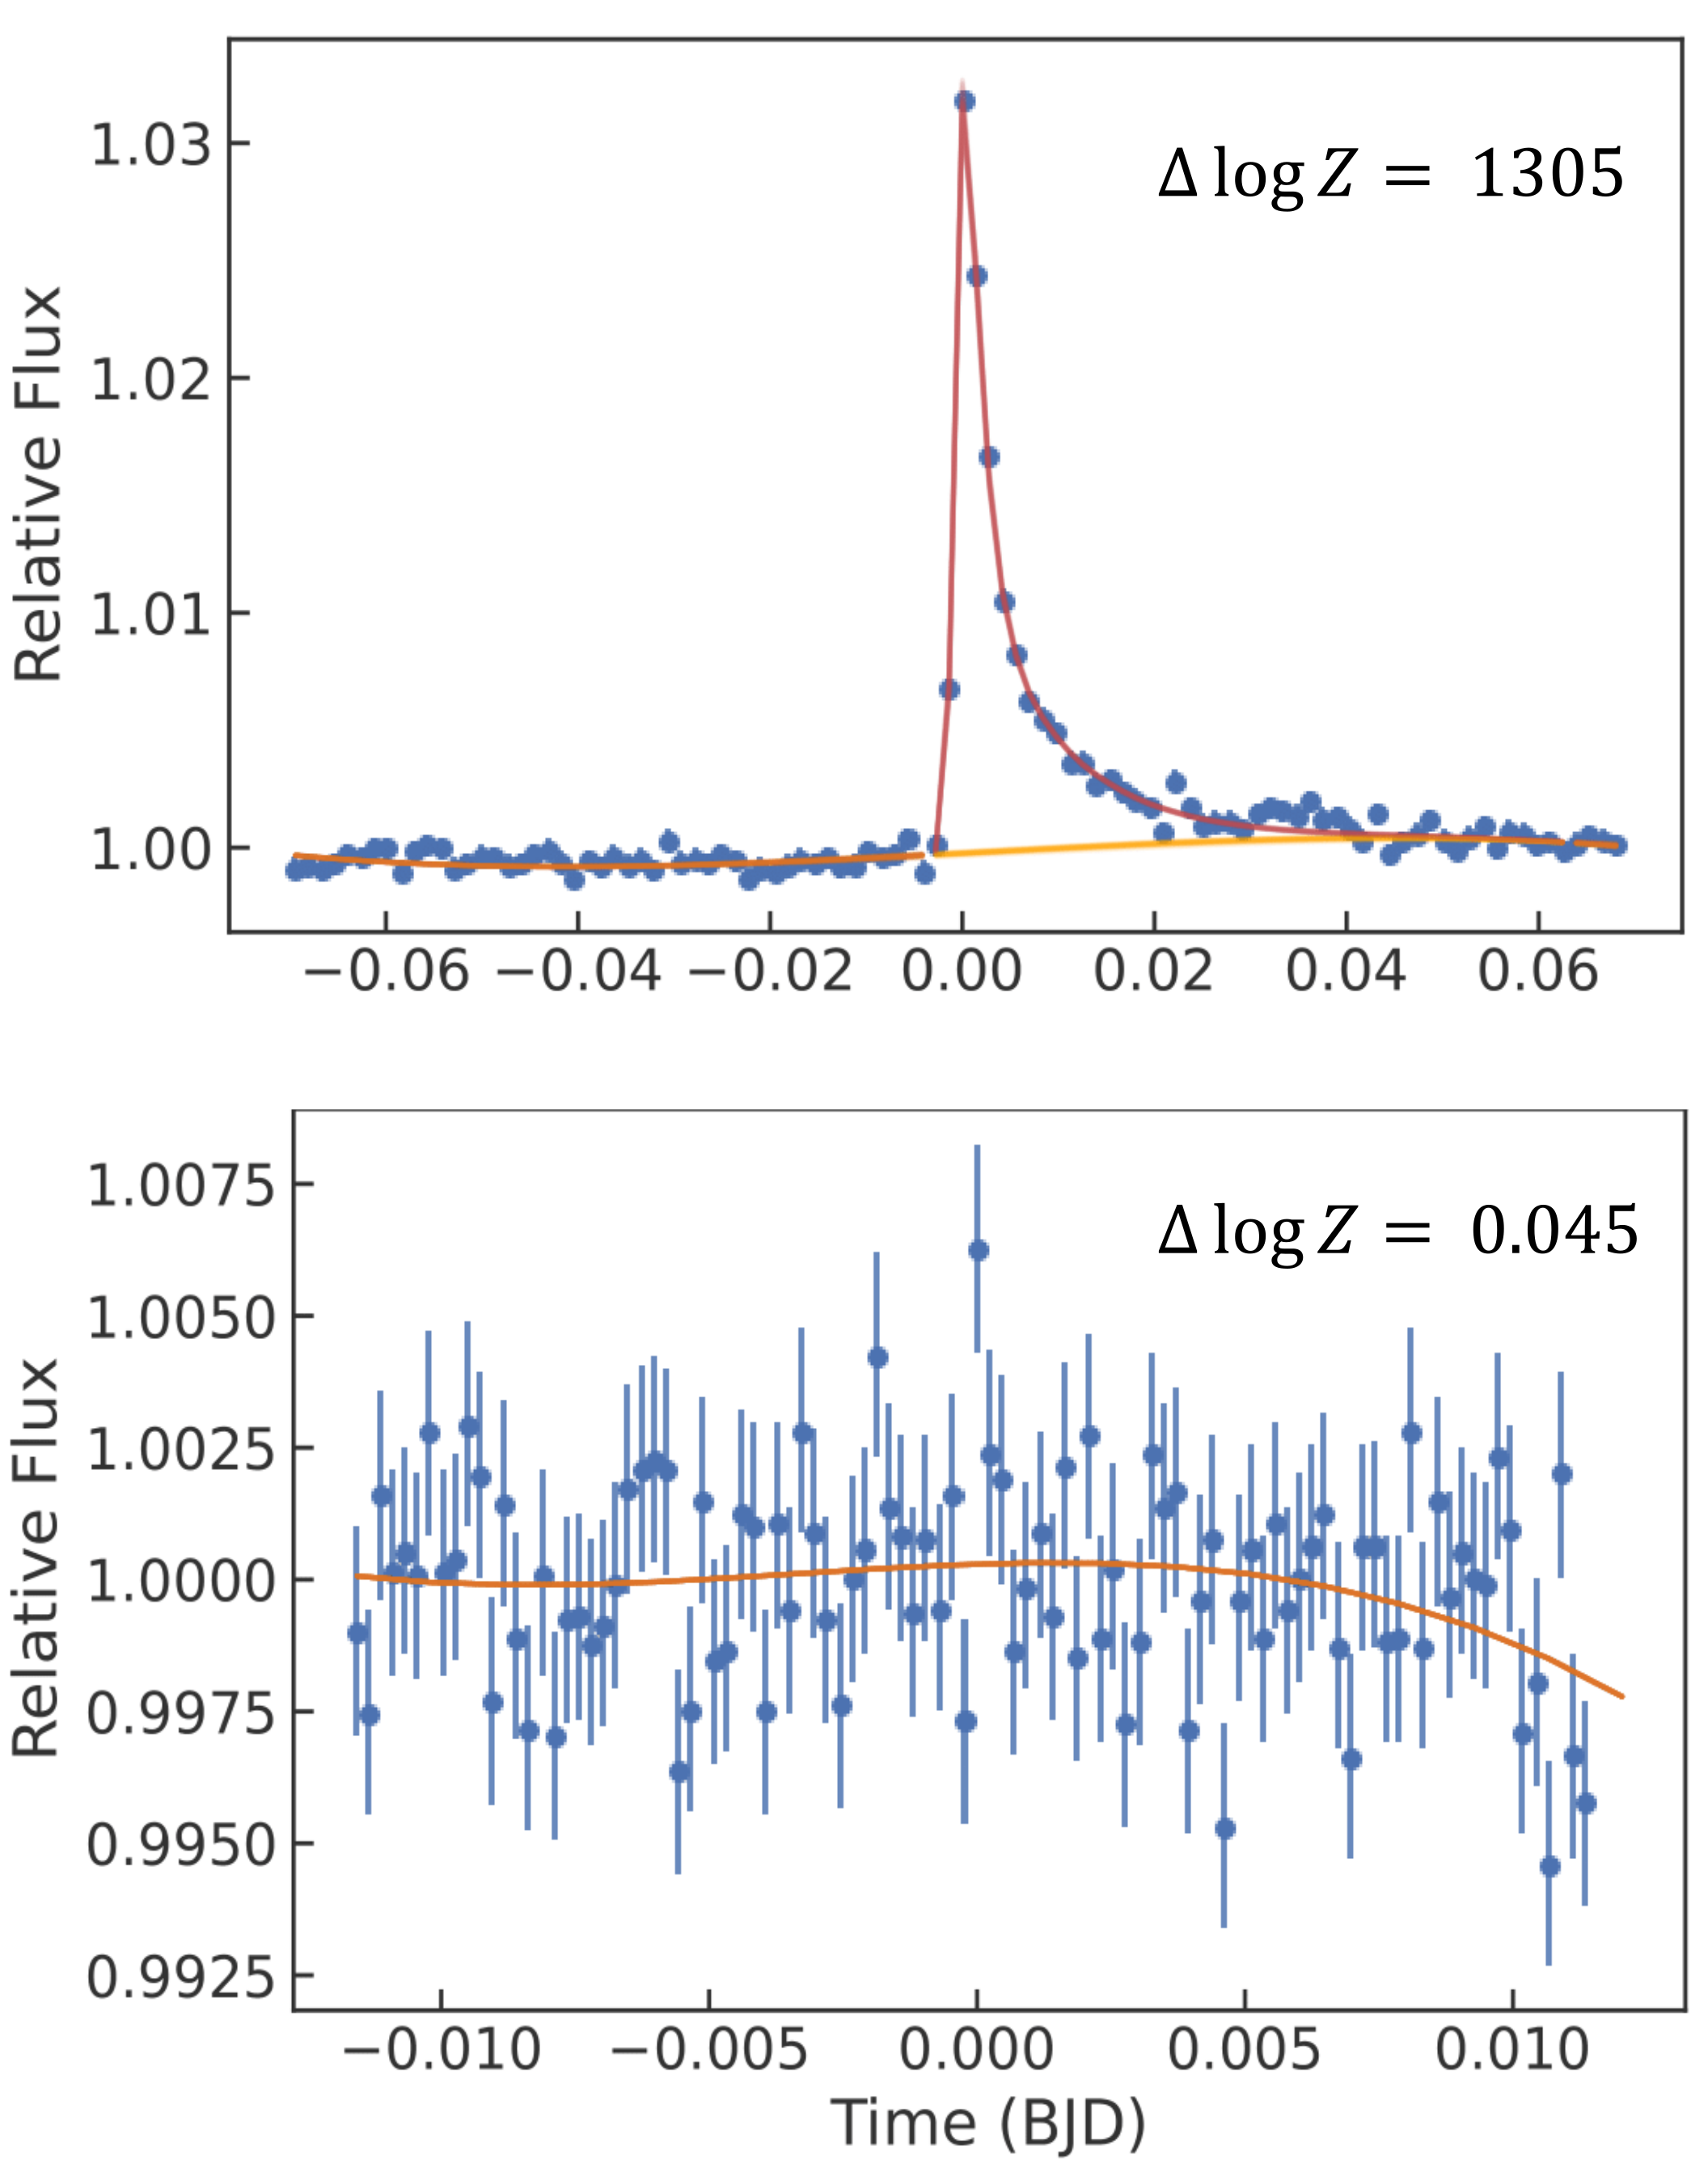 Relative Flux
1.03
1.02
1.01
1.00
Δ log Z = 1305
−0.06 −0.04 −0.02 0.00 0.02 0.04 0.06
Relative Flux
1.0075
1.0050
1.0025
1.0000
0.9975
0.9950
0.9925
Δ log Z = 0.045
−0.010 −0.005 0.000 0.005 0.010
Time (BJD)